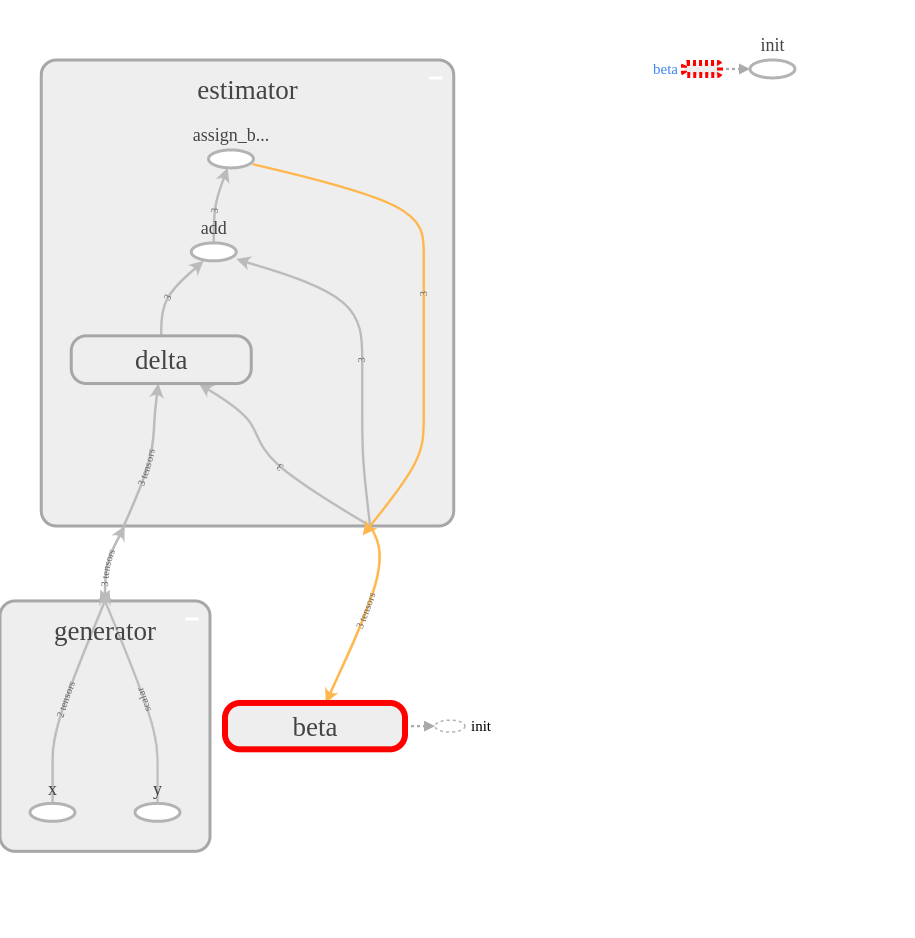 init
beta
estimator
assign_b...
3
add
3
3
3
delta
3
3 tensors
3 tensors
3 tensors
generator
2 tensors
scalar
beta
init
x
y